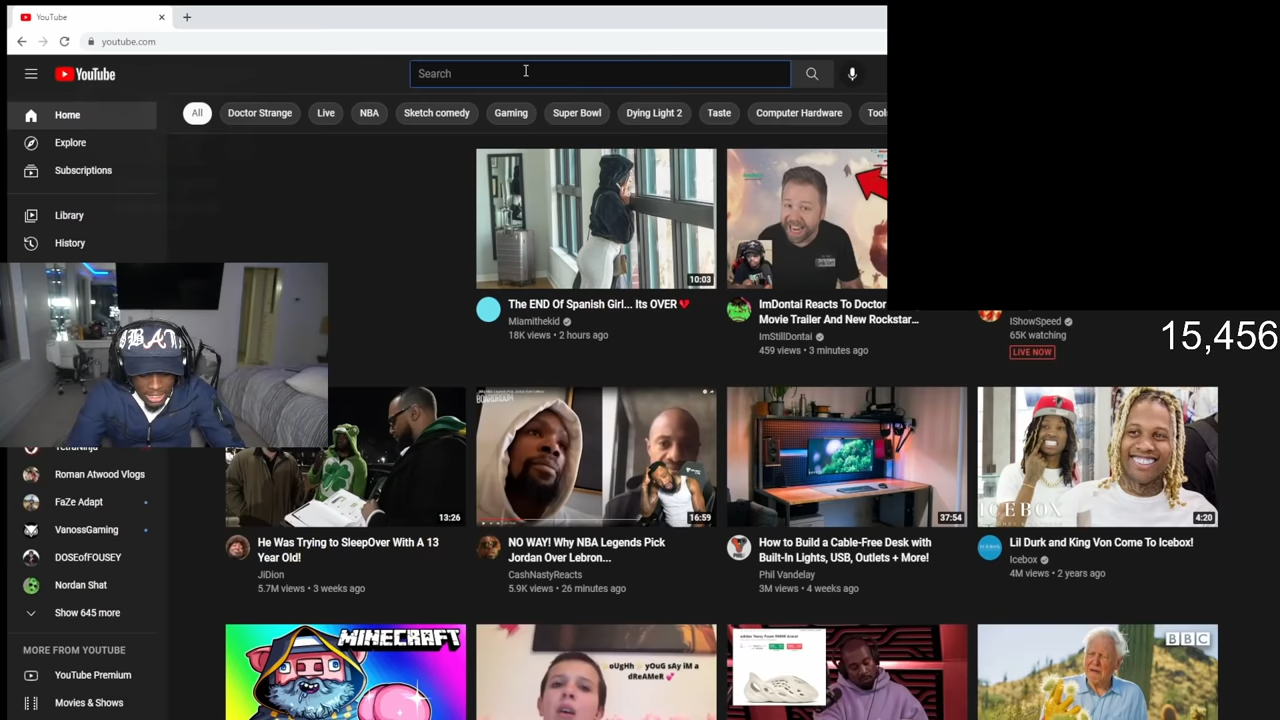 YouTube
youtube.com
YouTube
Search
All
Doctor Strange
Live
NBA
Sketch comedy
Gaming
Super Bowl
Dying Light 2
Taste
Computer Hardware
Home
Explore
Subscriptions
Library
History
10:03
The END Of Spanish Girl... Its OVER💔
Miamithekid
18K views • 2 hours ago
ImDontai Reacts To Doctor
Movie Trailer And New Rockstar...
ImStillDontai
459 views • 3 minutes ago
IShowSpeed
65K watching
LIVE NOW
15,456
Roman Atwood Vlogs
FaZe Adapt
VanossGaming
DOSEofFOUSEY
Nordan Shat
Show 645 more
MORE FROM YOUTUBE
YouTube Premium
Movies & Shows
13:26
He Was Trying to SleepOver With A 13
Year Old!
JiDion
5.7M views • 3 weeks ago
BOARDROOM
16:59
NO WAY! Why NBA Legends Pick
Jordan Over Lebron...
CashNastyReacts
5.9K views • 26 minutes ago
37:54
How to Build a Cable-Free Desk with
Built-In Lights, USB, Outlets + More!
Phil Vandelay
3M views • 4 weeks ago
ICEBOX
4:20
Lil Durk and King Von Come To Icebox!
Icebox
4M views • 2 years ago
MINECRAFT
oUgHh yOuG sAy iM a
dReAMeR
BBC